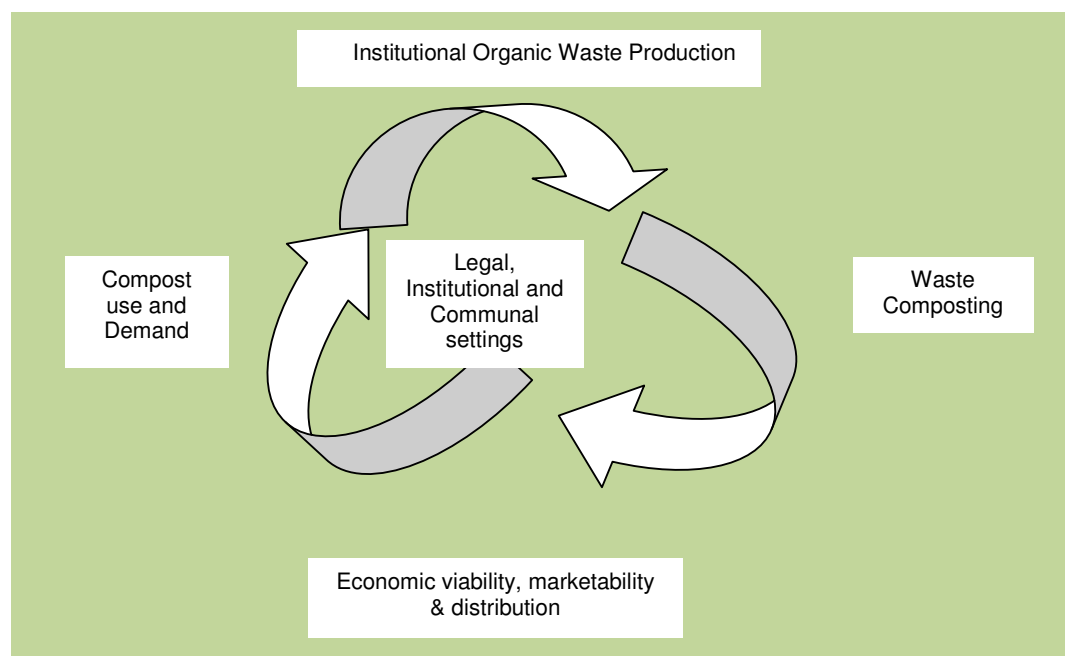 Institutional Organic Waste Production
Compost
use and
Demand
Legal,
Institutional and
Communal
settings
Waste
Composting
Economic viability, marketability
& distribution